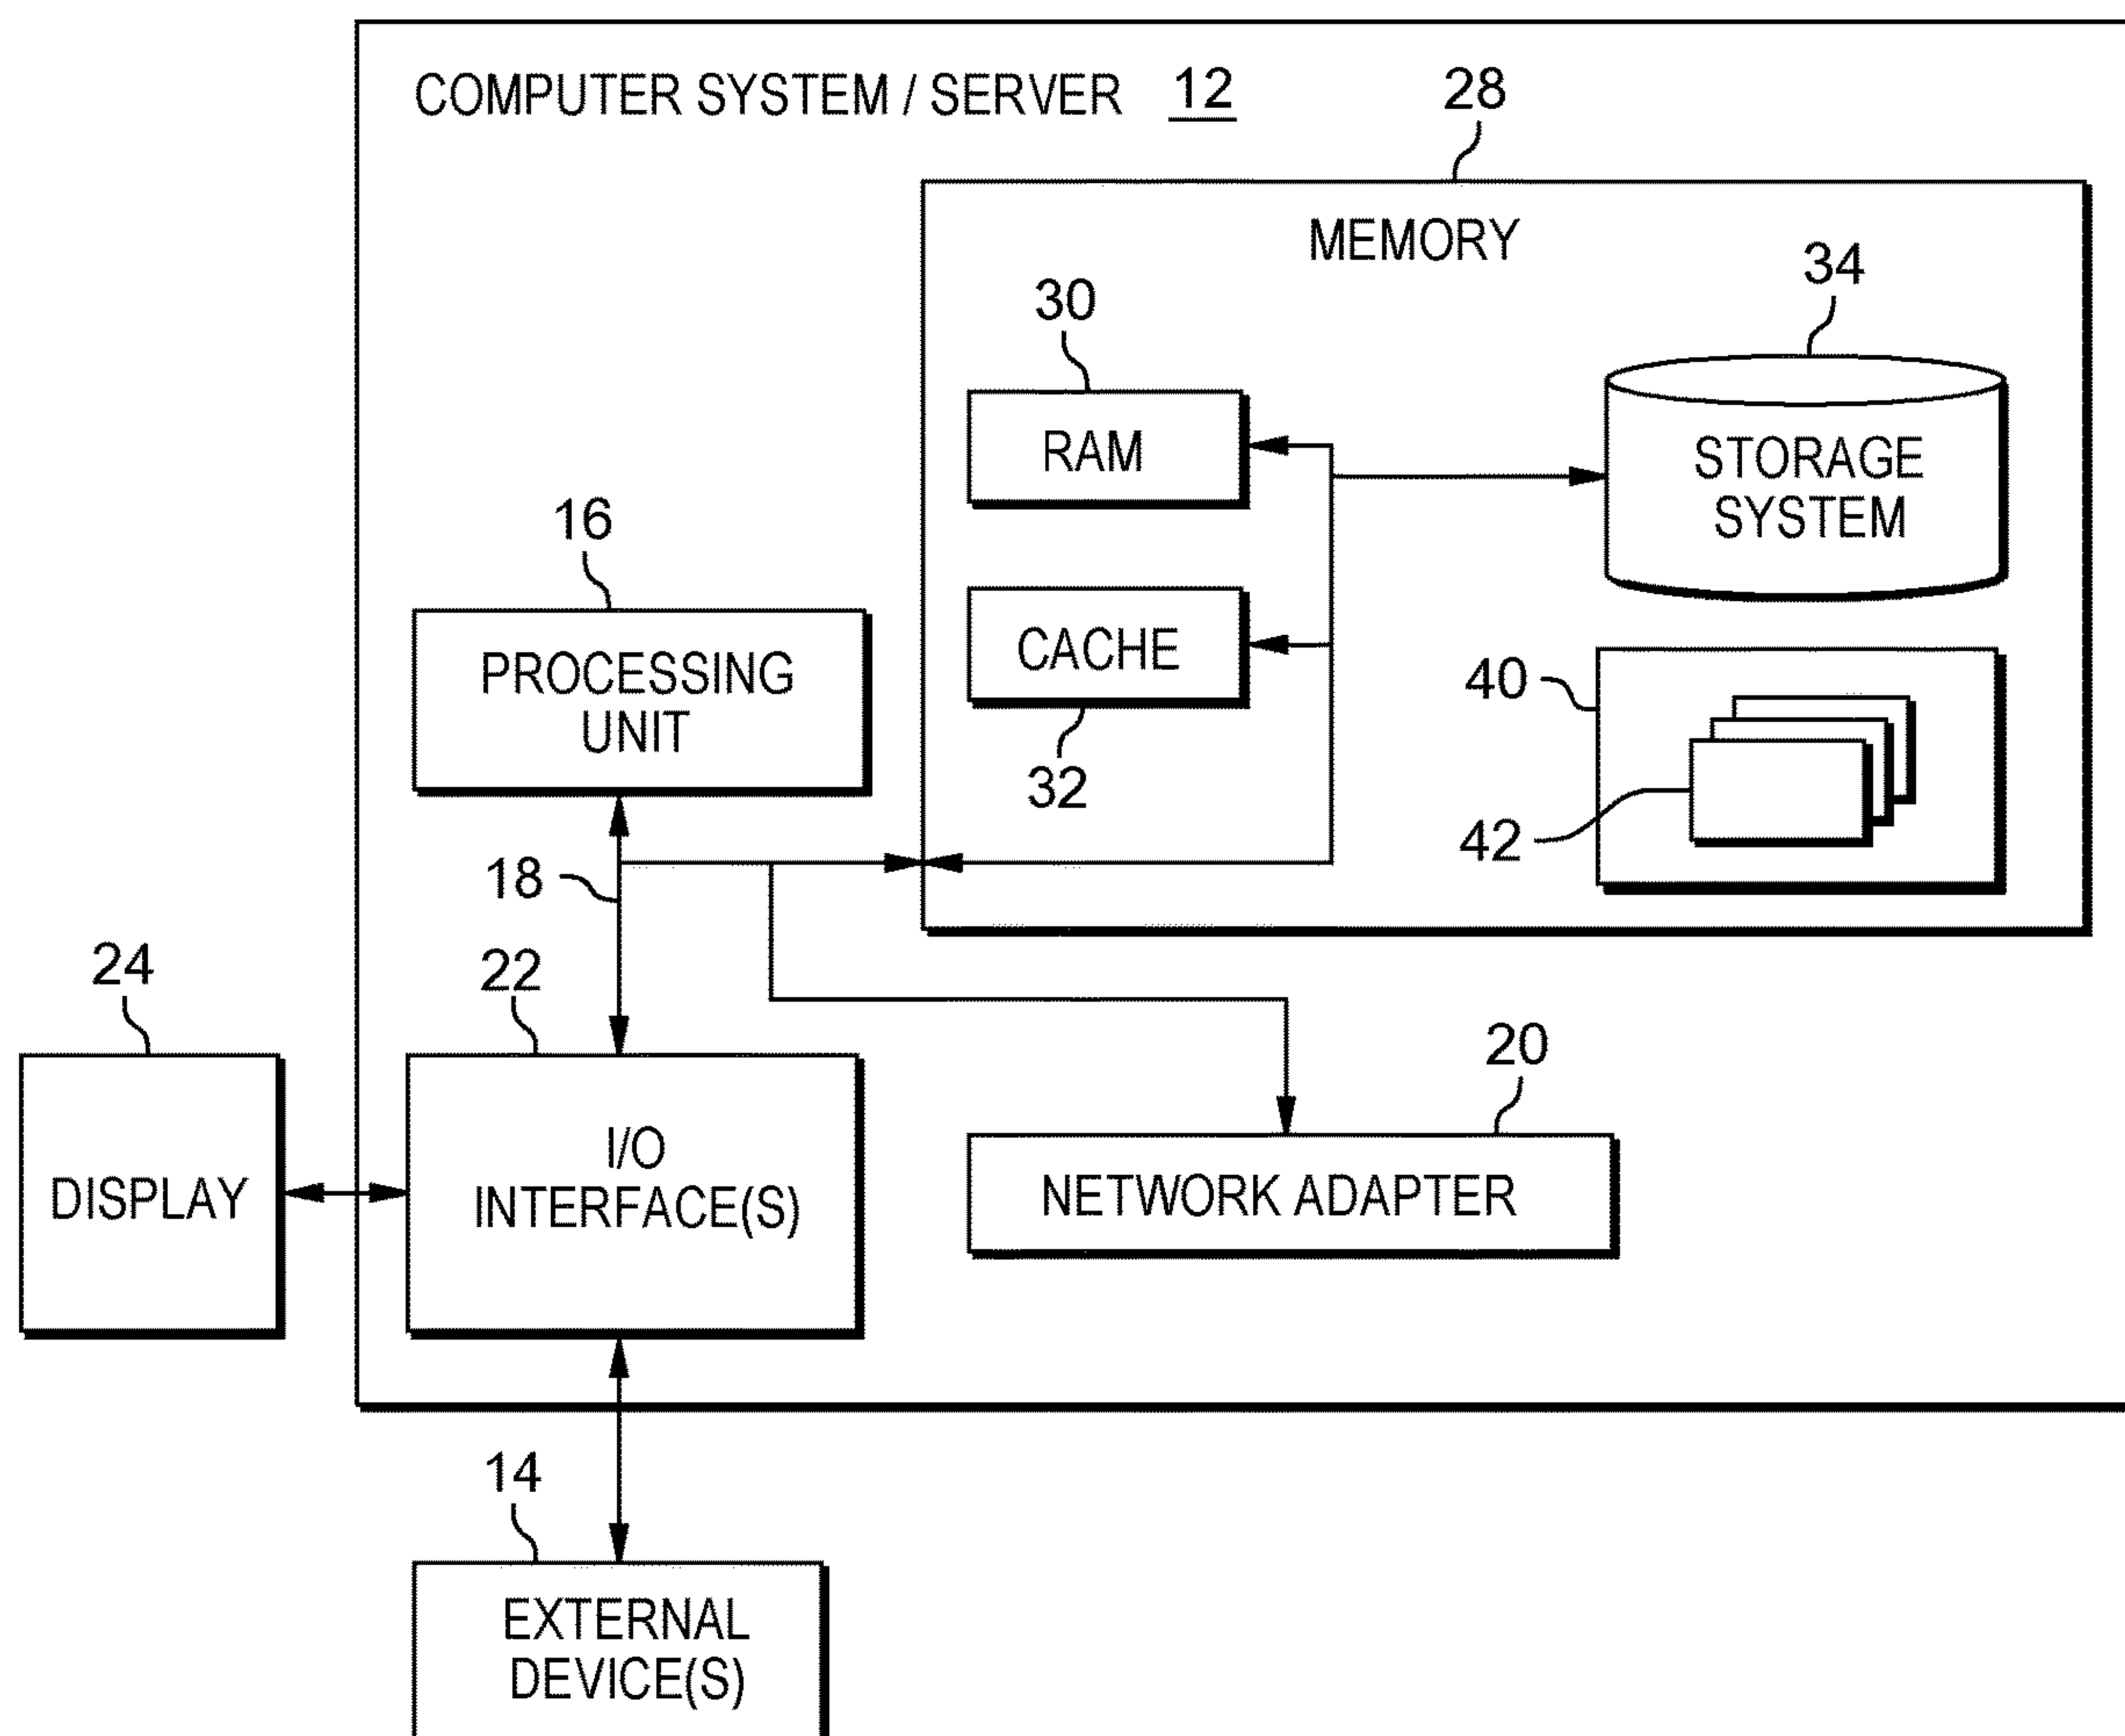 COMPUTER SYSTEM / SERVER 12
28
MEMORY
34
30
RAM
STORAGE
SYSTEM
16
PROCESSING
UNIT
CACHE
32
40
42
18
24
22
20
DISPLAY
I/O
INTERFACE(S)
NETWORK ADAPTER
14
EXTERNAL
DEVICE(S)